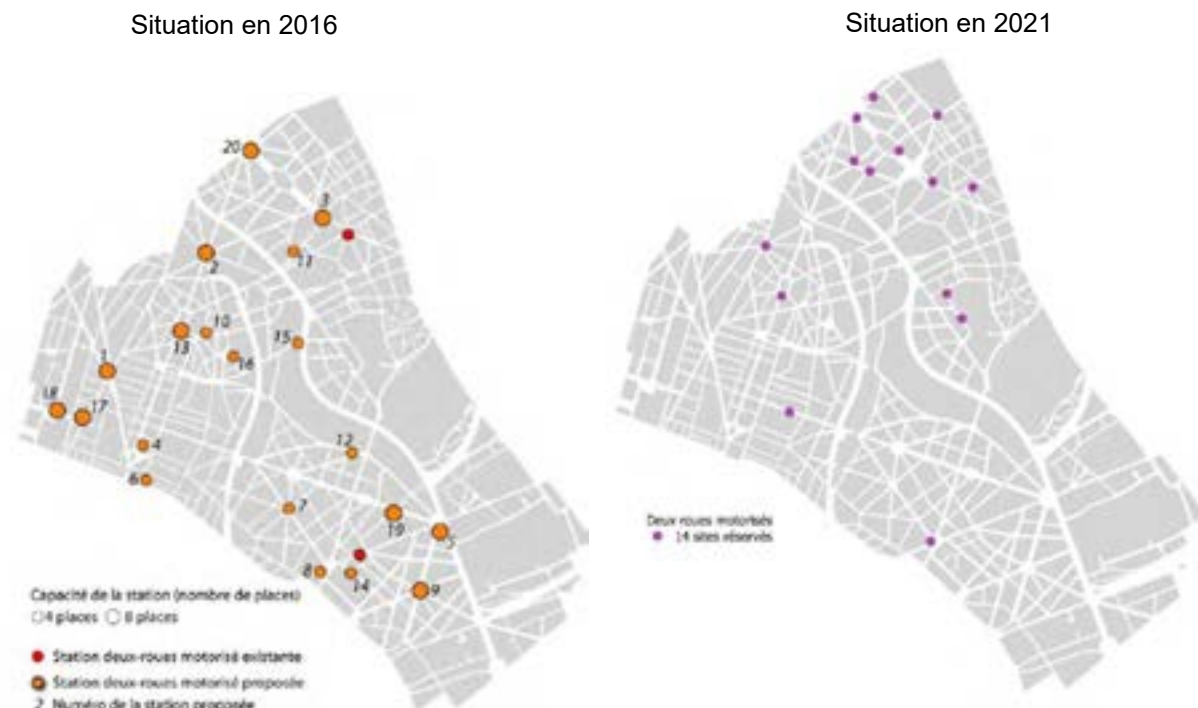 Situation en 2016
Situation en 2021
20
3
11
2
10
13
15
16
1
18
17
4
12
6
7
19
5
8
14
9
Capacité de la station (nombre de places)
4 places 8 places
Station deux-roues motorisé existante
Station deux-roues motorisé proposée
2 Numéro de la station proposée
Deux roues motorisés
14 sites réservés